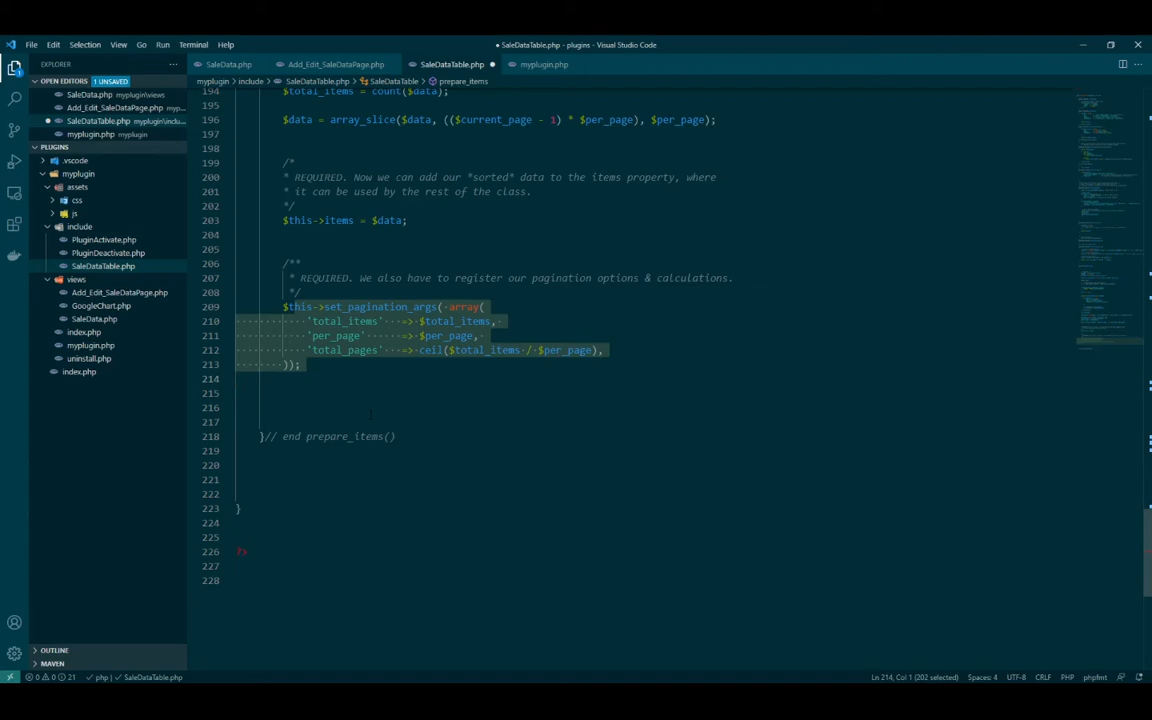 File Edit Selection View Go Run Terminal Help
● SaleDataTable.php - plugins - Visual Studio Code
EXPLORER ···
OPEN EDITORS 1 UNSAVED
SaleData.php myplugin\views
Add_Edit_SaleDataPage.php myp...
SaleDataTable.php myplugin\inclu...
myplugin.php myplugin
PLUGINS
.vscode
myplugin
assets
css
js
include
PluginActivate.php
PluginDeactivate.php
SaleDataTable.php
views
Add_Edit_SaleDataPage.php
GoogleChart.php
SaleData.php
index.php
myplugin.php
uninstall.php
index.php
OUTLINE
MAVEN
SaleData.php Add_Edit_SaleDataPage.php SaleDataTable.php ● myplugin.php
myplugin > include > SaleDataTable.php > SaleDataTable > prepare_items
194 $total_items = count($data);
195
196 $data = array_slice($data, (($current_page - 1) * $per_page), $per_page);
197
198
199 /*
200 * REQUIRED. Now we can add our *sorted* data to the items property, where
201 * it can be used by the rest of the class.
202 */
203 $this->items = $data;
204
205
206 /**
207 * REQUIRED. We also have to register our pagination options & calculations.
208 */
209 $this->set_pagination_args( array(
210 'total_items' => $total_items,
211 'per_page' => $per_page,
212 'total_pages' => ceil($total_items / $per_page),
213 ));
214
215
216
217
218 }// end prepare_items()
219
220
221
222
223 }
224
225
226 ?>
227
228
0 0 21 php SaleDataTable.php Ln 214, Col 1 (202 selected) Spaces: 4 UTF-8 CRLF PHP phpfmt